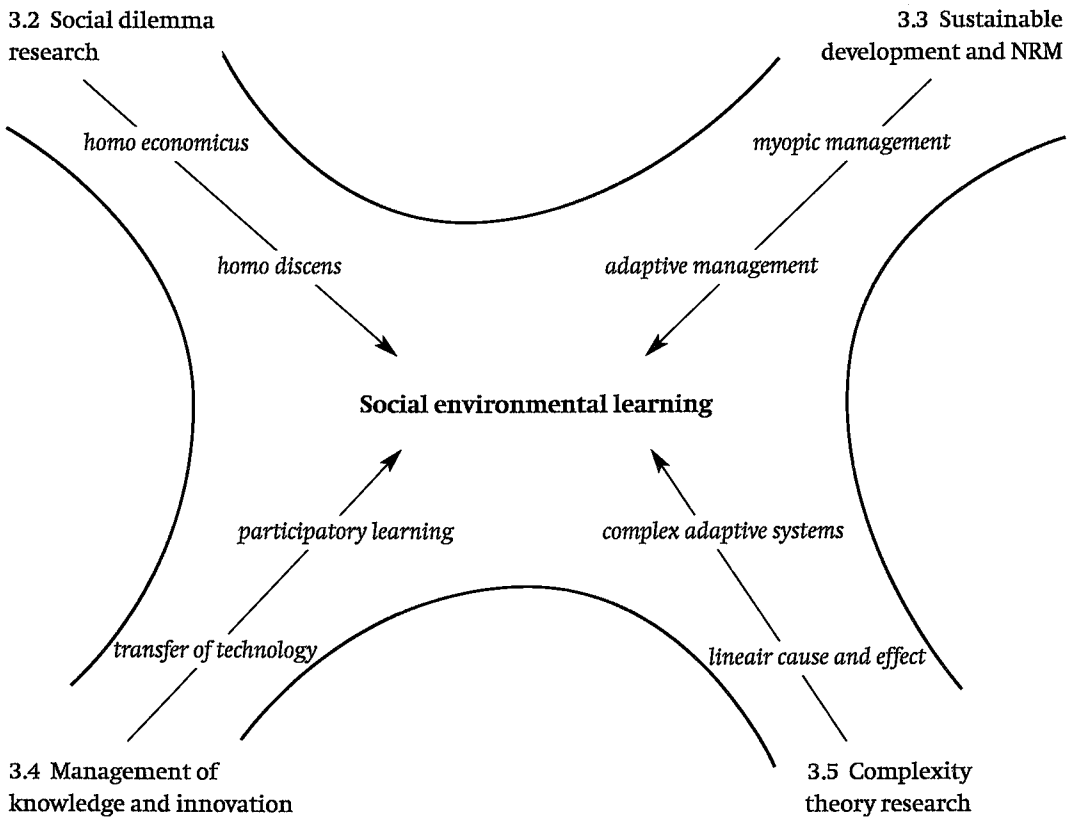 3.2 Social dilemma
research
3.3 Sustainable
development and NRM
homo economicus
myopic management
homo discens
adaptive management
Social environmental learning
participatory learning
complex adaptive systems
transfer of technology
lineair cause and effect
3.4 Management of
knowledge and innovation
3.5 Complexity
theory research